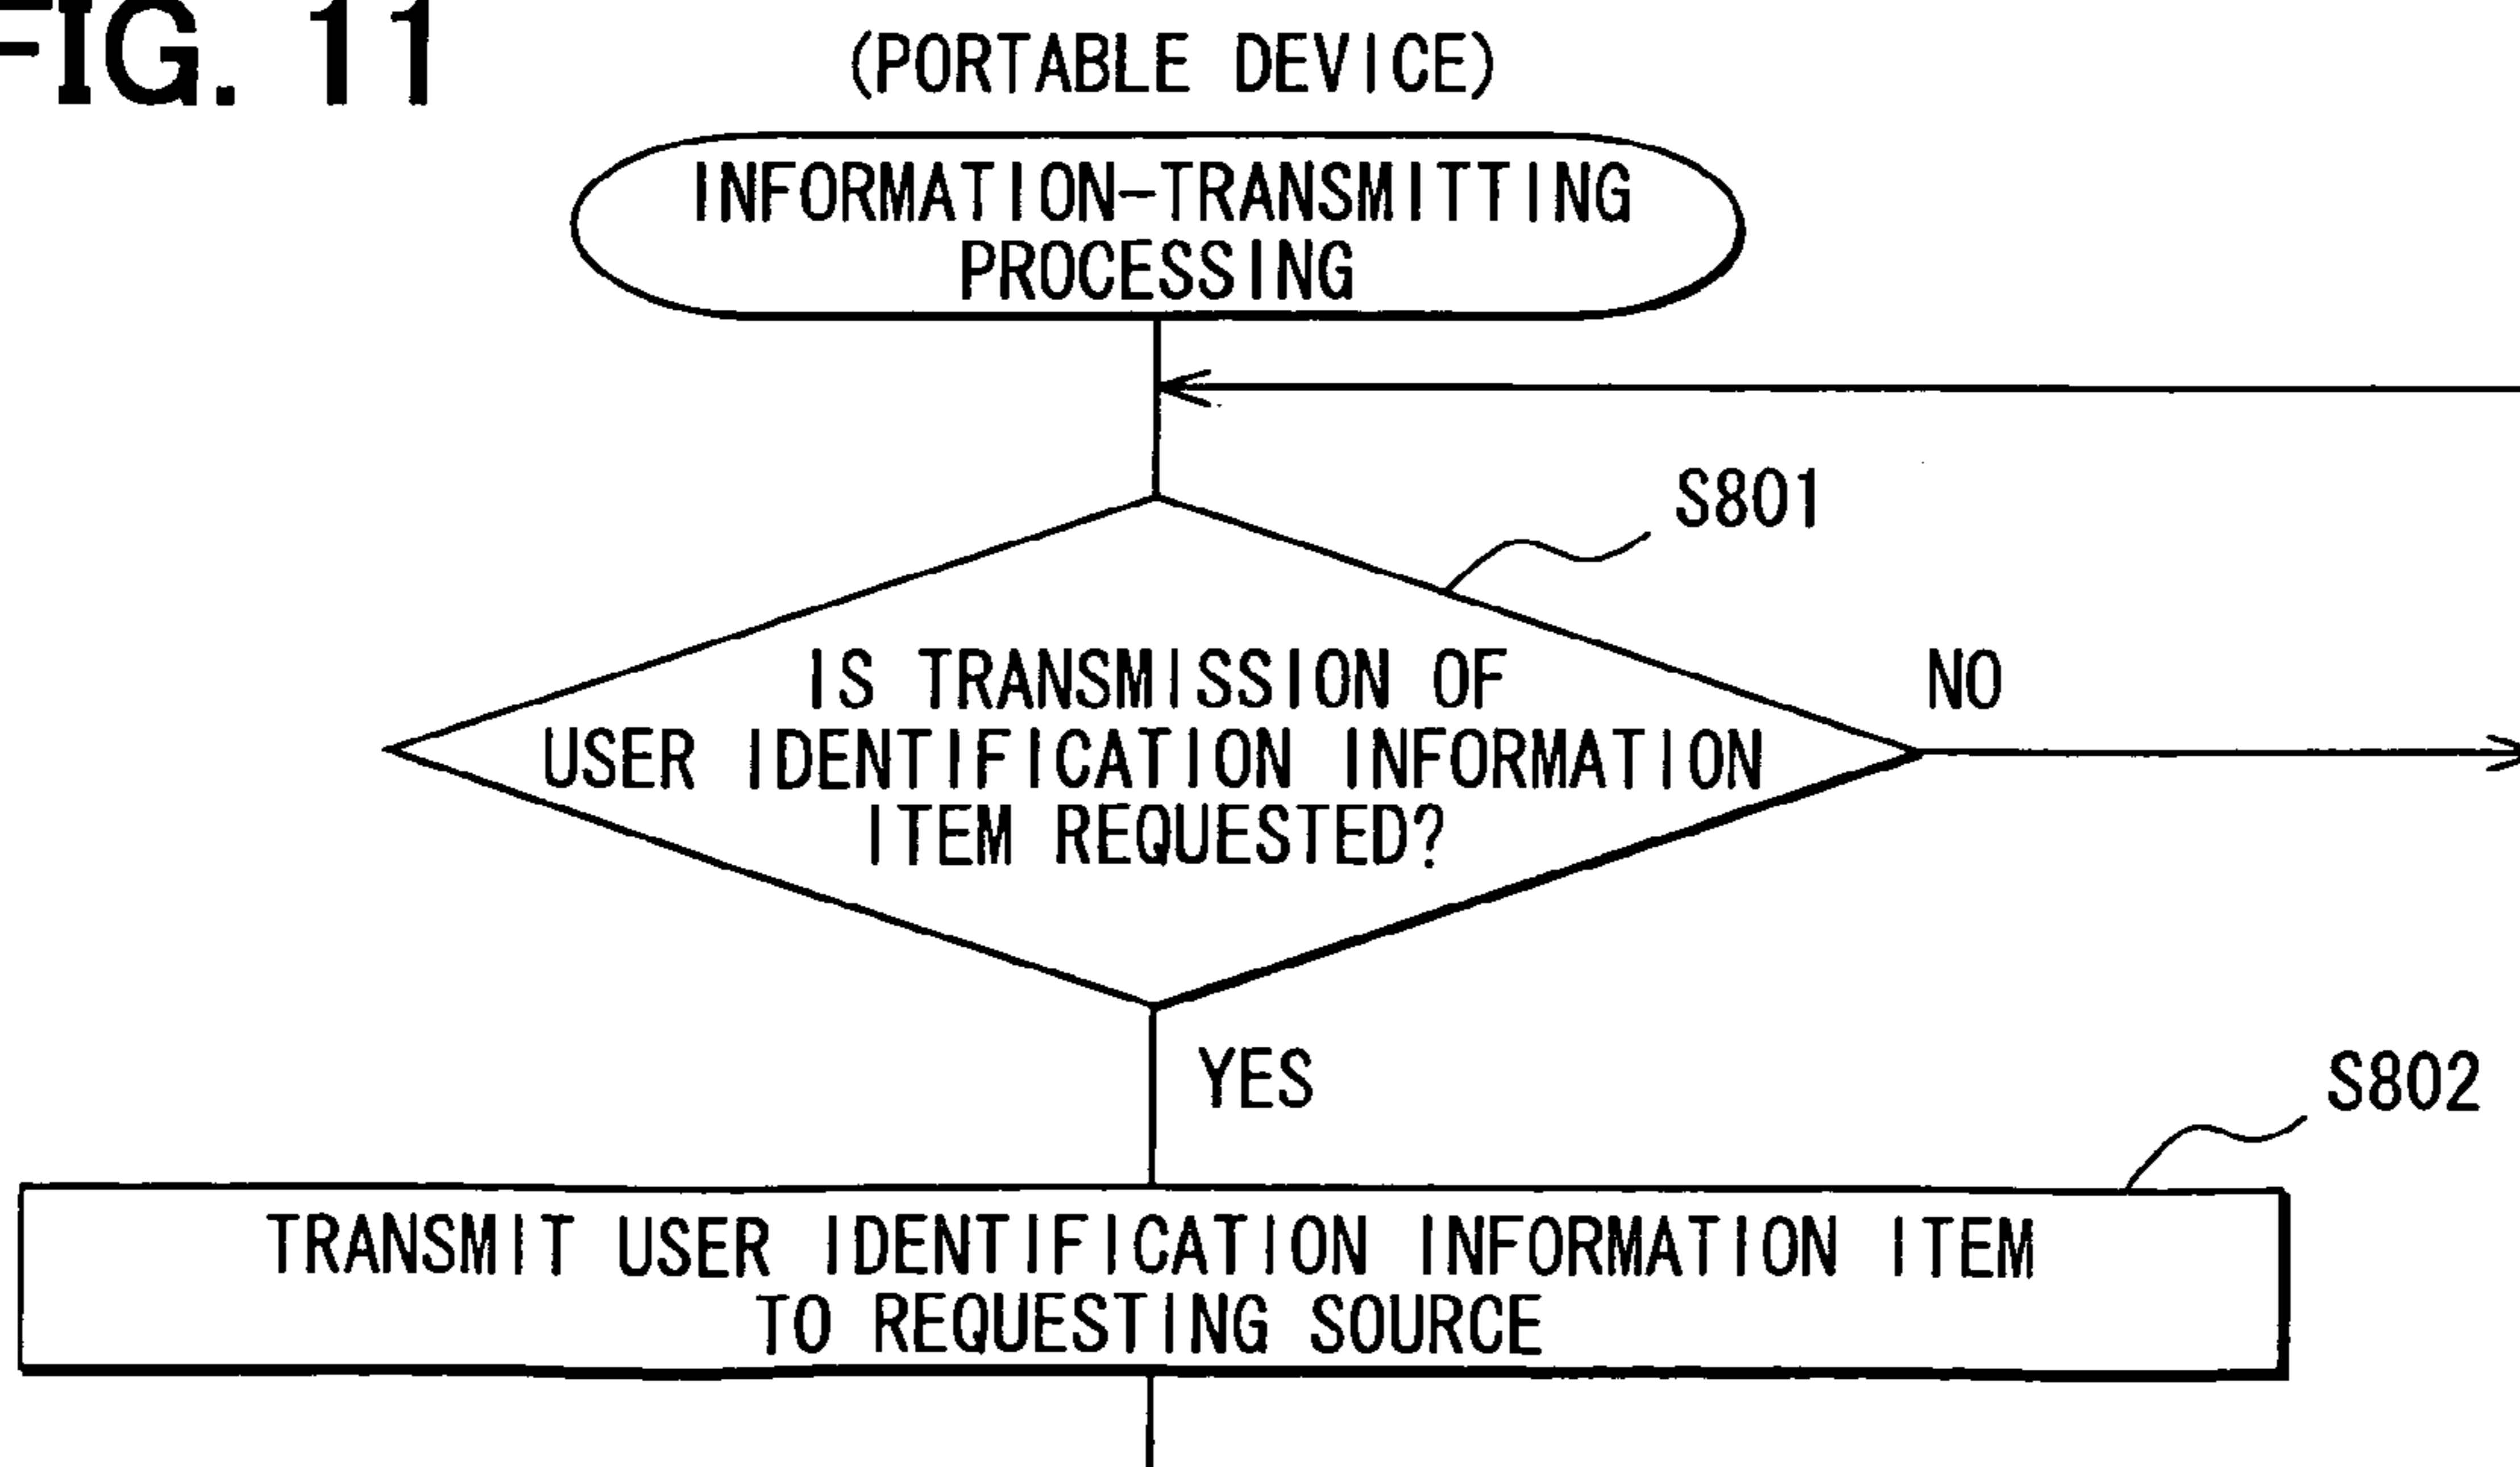 FIG. 11
(PORTABLE DEVICE)
INFORMATION-TRANSMITTING
PROCESSING
S801
IS TRANSMISSION OF
USER IDENTIFICATION INFORMATION
ITEM REQUESTED?
NO
YES
S802
TRANSMIT USER IDENTIFICATION INFORMATION ITEM
TO REQUESTING SOURCE